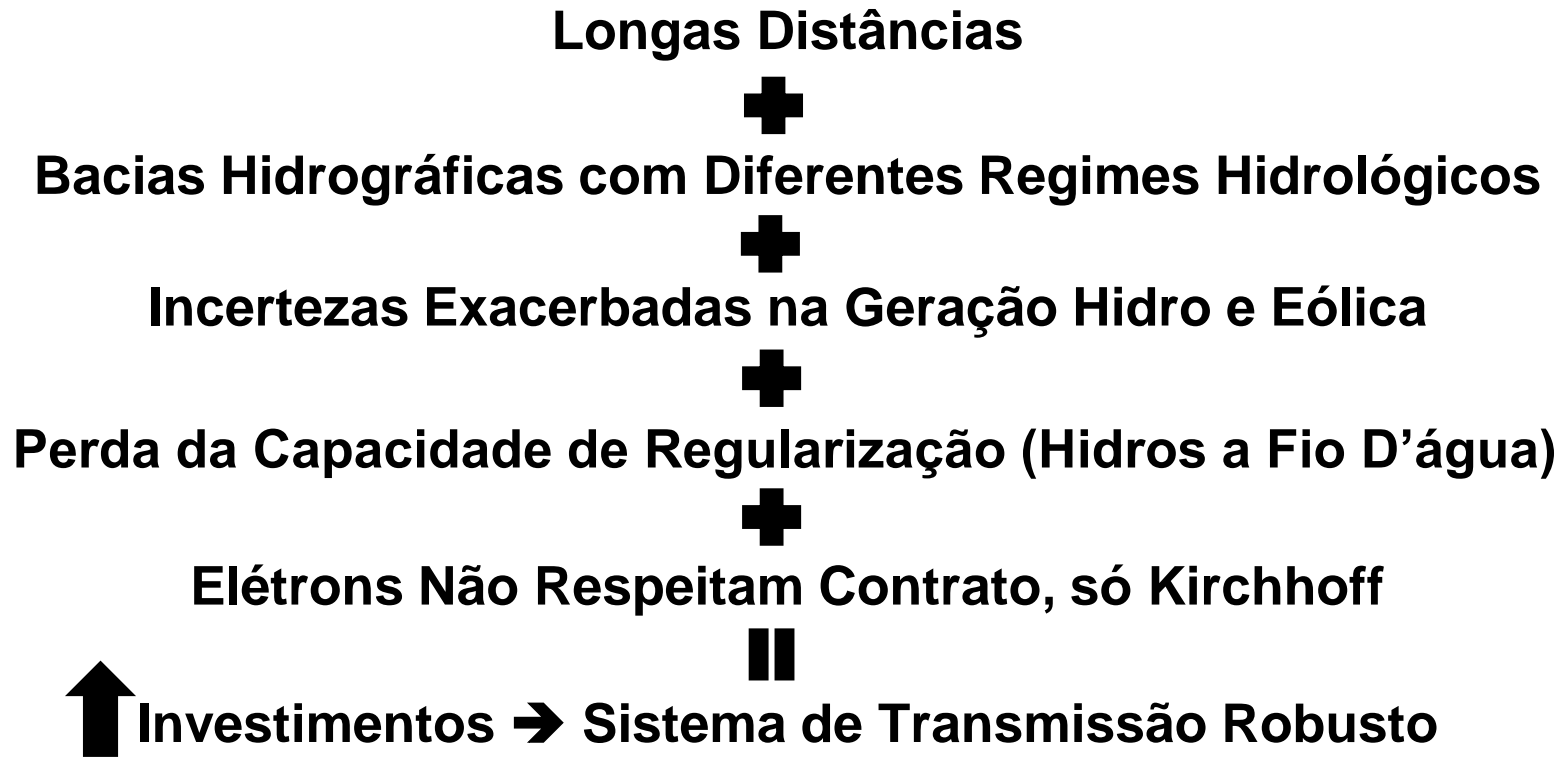 Longas Distâncias
Bacias Hidrográficas com Diferentes Regimes Hidrológicos
Incertezas Exacerbadas na Geração Hidro e Eólica
Perda da Capacidade de Regularização (Hidros a Fio D’água)
Elétrons Não Respeitam Contrato, só Kirchhoff
Investimentos ➔ Sistema de Transmissão Robusto